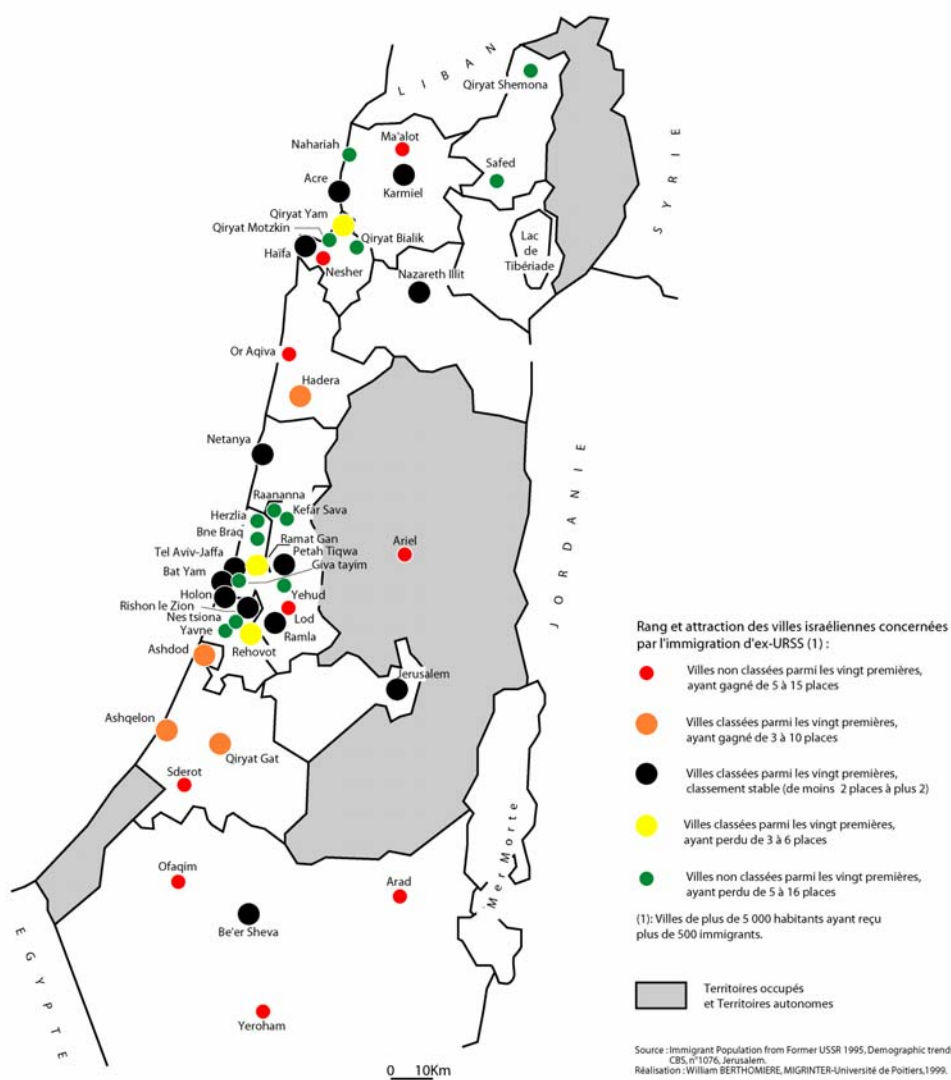 LIBAN
Qiryat Shemona
SYRIE
Nahariah
Ma'alot
Acre
Karmiel
Safed
Qiryat Yam
Qiryat Motzkin
Qiryat Bialik
Haïfa
Nesher
Lac
de
Tibériade
Nazareth Illit
Or Aqiva
Hadera
Netanya
Raananna
Herzlia
Kefar Sava
Bne Braq
Ramat Gan
Tel Aviv-Jaffa
Petah Tiqwa
Bat Yam
Giva tayim
Ariel
JORDANIE
Holon
Yehud
Rishon le Zion
Lod
Nes tsiona
Ramla
Yavne
Rehovot
Ashdod
Jerusalem
Ashqelon
Qiryat Gat
Sderot
Mer Morte
Ofaqim
Arad
Be'er Sheva
EGYPTE
Yeroham
0 10Km
Rang et attraction des villes israéliennes concernées
par l'immigration d'ex-URSS (1) :
Villes non classées parmi les vingt premières,
ayant gagné de 5 à 15 places
Villes classées parmi les vingt premières,
ayant gagné de 3 à 10 places
Villes classées parmi les vingt premières,
classement stable (de moins 2 places à plus 2)
Villes classées parmi les vingt premières,
ayant perdu de 3 à 6 places
Villes non classées parmi les vingt premières,
ayant perdu de 5 à 16 places
(1): Villes de plus de 5 000 habitants ayant reçu
plus de 500 immigrants.
Territoires occupés
et Territoires autonomes
Source : Immigrant Population from Former USSR 1995, Demographic trend
CBS, n°1076, Jerusalem.
Réalisation : William BERTHOMIERE, MIGRINTER-Université de Poitiers,1999.